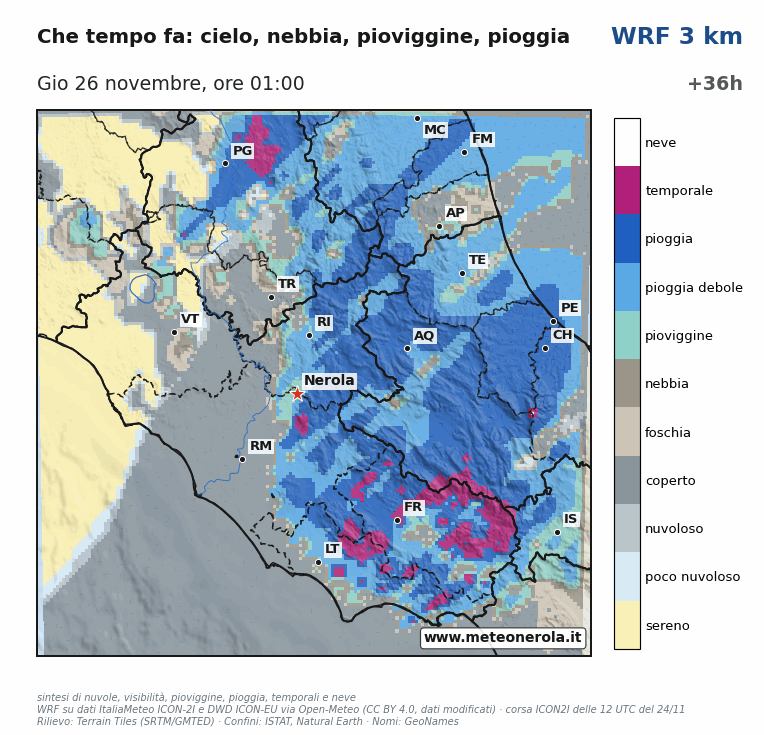 Che tempo fa: cielo, nebbia, pioviggine, pioggia
WRF 3 km
Gio 26 novembre, ore 01:00
+36h
MC
FM
PG
AP
TE
TR
PE
VT
RI
AQ
CH
Nerola
RM
FR
IS
LT
www.meteonerola.it
neve
temporale
pioggia
pioggia debole
pioviggine
nebbia
foschia
coperto
nuvoloso
poco nuvoloso
sereno
sintesi di nuvole, visibilità, pioviggine, pioggia, temporali e neve
WRF su dati ItaliaMeteo ICON-2I e DWD ICON-EU via Open-Meteo (CC BY 4.0, dati modificati) · corsa ICON2I delle 12 UTC del 24/11
Rilievo: Terrain Tiles (SRTM/GMTED) · Confini: ISTAT, Natural Earth · Nomi: GeoNames